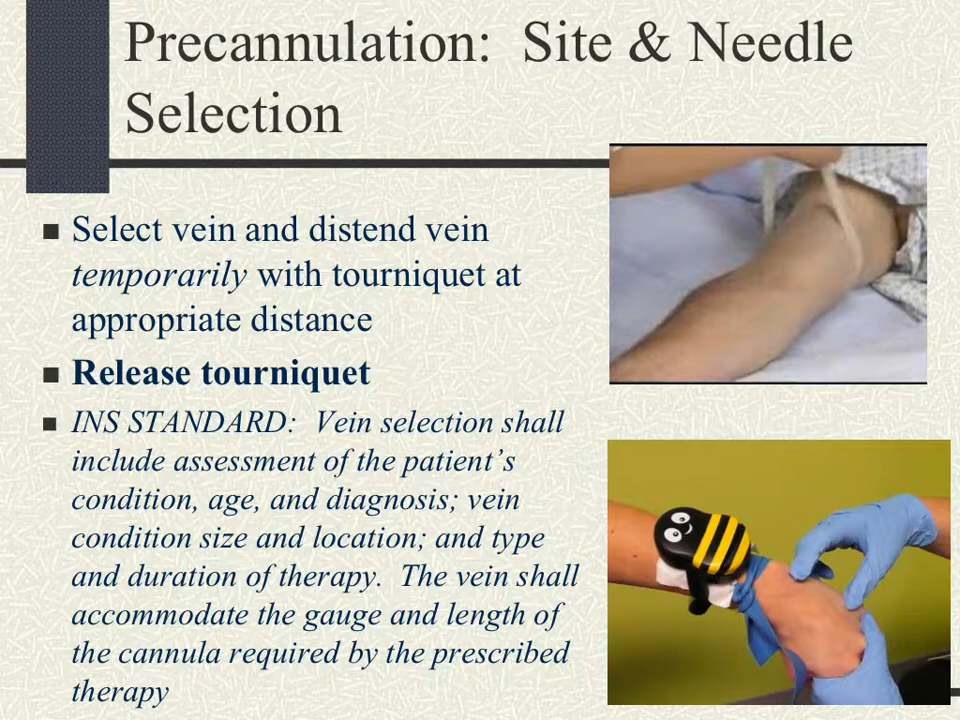 Precannulation: Site & Needle
Selection
Select vein and distend vein
temporarily with tourniquet at
appropriate distance
Release tourniquet
INS STANDARD: Vein selection shall
include assessment of the patient's
condition, age, and diagnosis; vein
condition size and location; and type
and duration of therapy. The vein shall
accommodate the gauge and length of
the cannula required by the prescribed
therapy